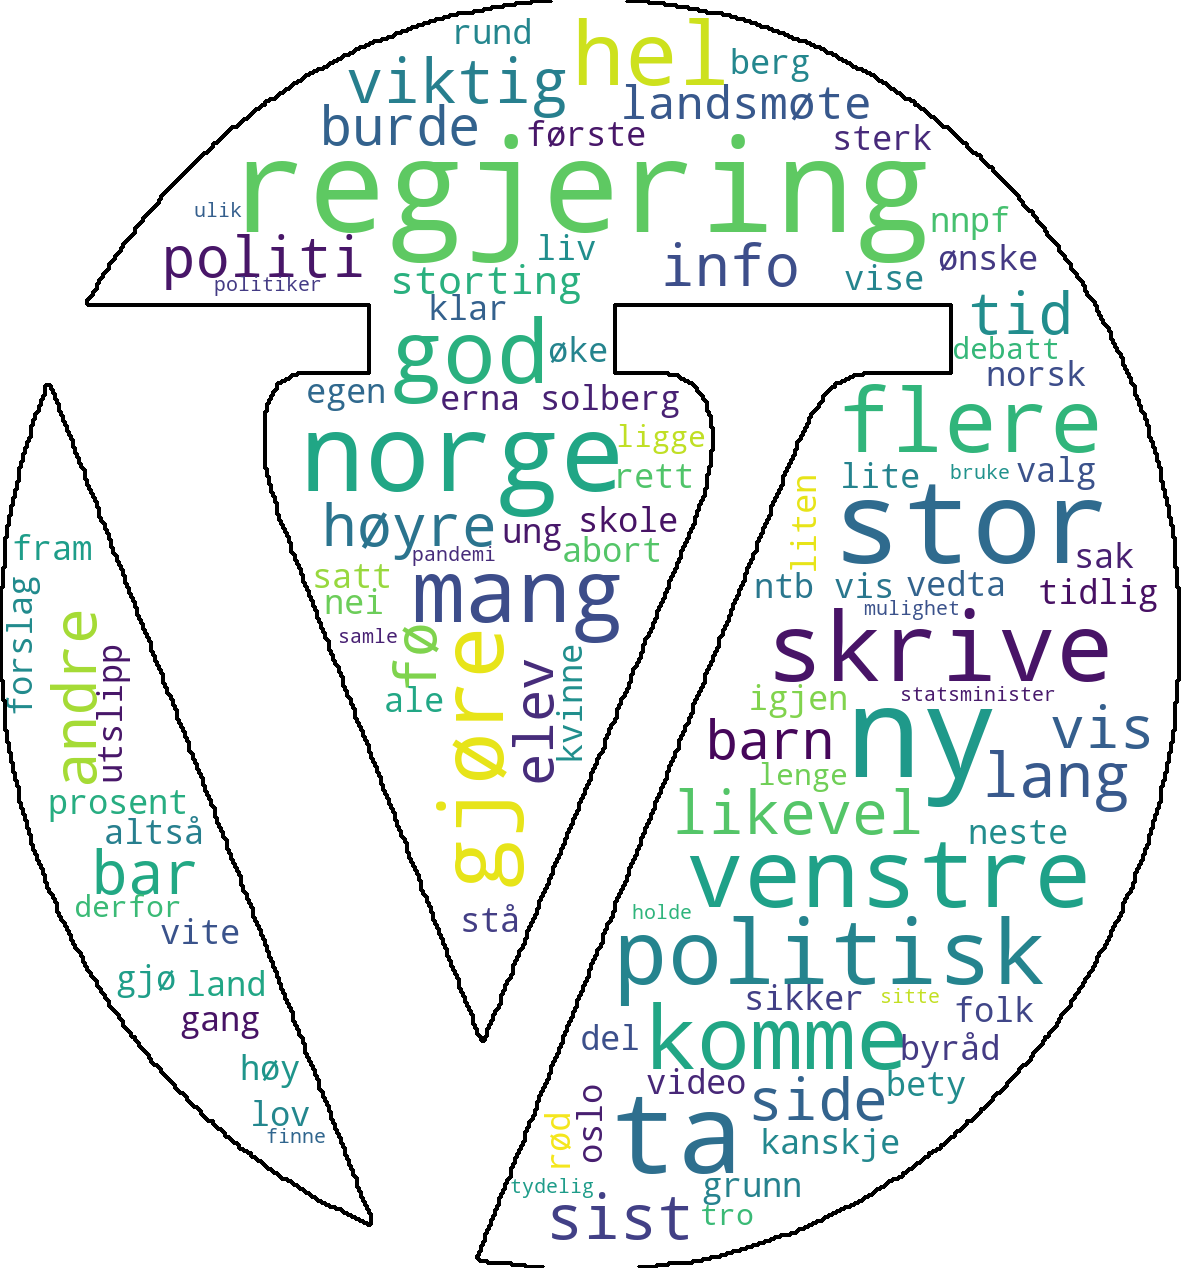 rund
hel
berg
viktig
landsmøte
burde
første
sterk
regjering
ulik
nnpf
politi
liv
info
ønske
politiker
storting
vise
klar
tid
god
øke
debatt
egen
erna solberg
norsk
flere
norge
ligge
rett
lite
bruke
valg
liten
stor
høyre
ung
skole
fram
pandemi
abort
sak
satt
mang
ntb
vis
vedta
tidlig
nei
forslag
samle
mulighet
andre
utslipp
fø
gjøre
elev
kvinne
skrive
ale
igjen
statsminister
ny
barn
vis
lenge
lang
prosent
likevel
altså
neste
bar
venstre
derfor
stå
holde
vite
politisk
gjø
land
sikker
sitte
gang
folk
del
komme
byråd
høy
video
bety
lov
side
finne
rød
oslo
ta
kanskje
tydelig
grunn
sist
tro